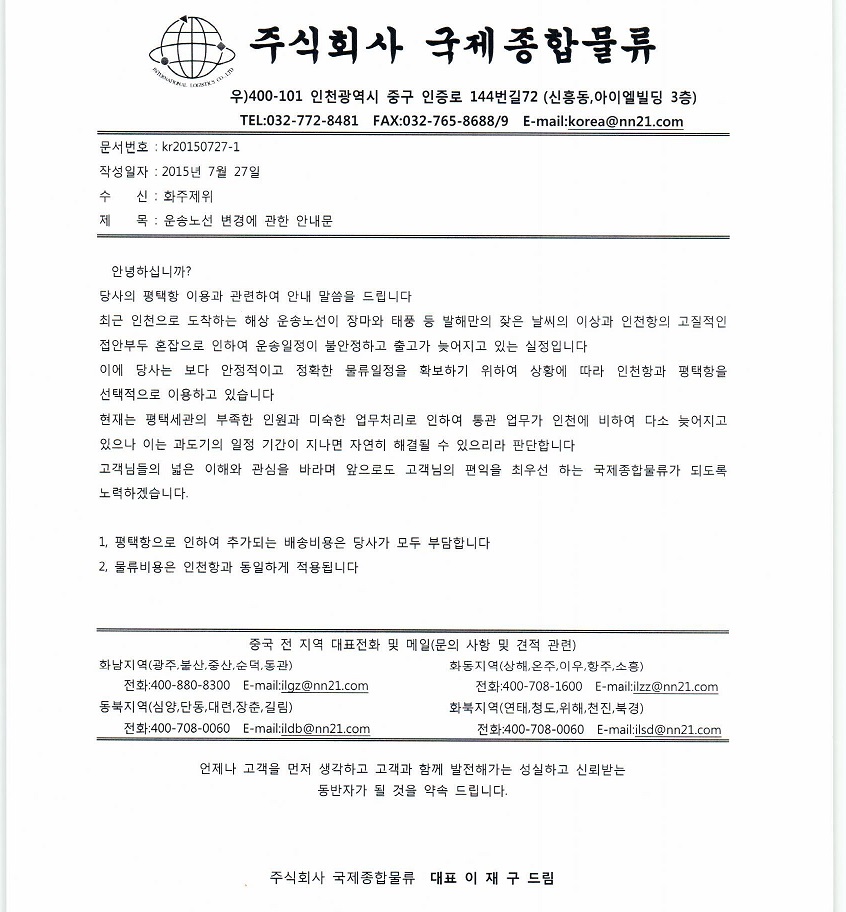 주식회사 국제종합물류
INTERNATIONAL LOGISTICS CO., LTD
우)400-101 인천광역시 중구 인중로 144번길72 (신흥동,아이엘빌딩 3층)
TEL:032-772-8481 FAX:032-765-8688/9 E-mail:korea@nn21.com
문서번호 : kr20150727-1
작성일자 : 2015년 7월 27일
수 신 : 화주제위
제 목 : 운송노선 변경에 관한 안내문
안녕하십니까?
당사의 평택항 이용과 관련하여 안내 말씀을 드립니다
최근 인천으로 도착하는 해상 운송노선이 장마와 태풍 등 발해만의 잦은 날씨의 이상과 인천항의 고질적인
접안부두 혼잡으로 인하여 운송일정이 불안정하고 출고가 늦어지고 있는 실정입니다
이에 당사는 보다 안정적이고 정확한 물류일정을 확보하기 위하여 상황에 따라 인천항과 평택항을
선택적으로 이용하고 있습니다
현재는 평택세관의 부족한 인원과 미숙한 업무처리로 인하여 통관 업무가 인천에 비하여 다소 늦어지고
있으나 이는 과도기의 일정 기간이 지나면 자연히 해결될 수 있으리라 판단합니다
고객님들의 넓은 이해와 관심을 바라며 앞으로도 고객님의 편익을 최우선 하는 국제종합물류가 되도록
노력하겠습니다.
1, 평택항으로 인하여 추가되는 배송비용은 당사가 모두 부담합니다
2, 물류비용은 인천항과 동일하게 적용됩니다
중국 전 지역 대표전화 및 메일(문의 사항 및 견적 관련)
화남지역(광주,불산,중산,순덕,동관) 화동지역(상해,온주,이우,항주,소흥)
전화:400-880-8300 E-mail:ilgz@nn21.com 전화:400-708-1600 E-mail:ilzz@nn21.com
동북지역(심양,단동,대련,장춘,길림) 화북지역(연태,청도,위해,천진,북경)
전화:400-708-0060 E-mail:ildb@nn21.com 전화:400-708-0060 E-mail:ilsd@nn21.com
언제나 고객을 먼저 생각하고 고객과 함께 발전해가는 성실하고 신뢰받는
동반자가 될 것을 약속 드립니다.
주식회사 국제종합물류 대표 이 재 구 드림